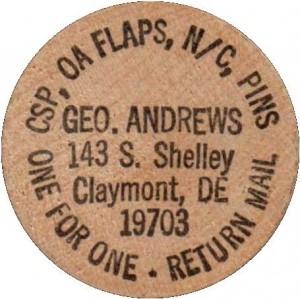 CSP, OA FLAPS, N/C, PINS
GEO. ANDREWS
143 S. Shelley
Claymont, DE
19703
ONE FOR ONE . RETURN MAIL